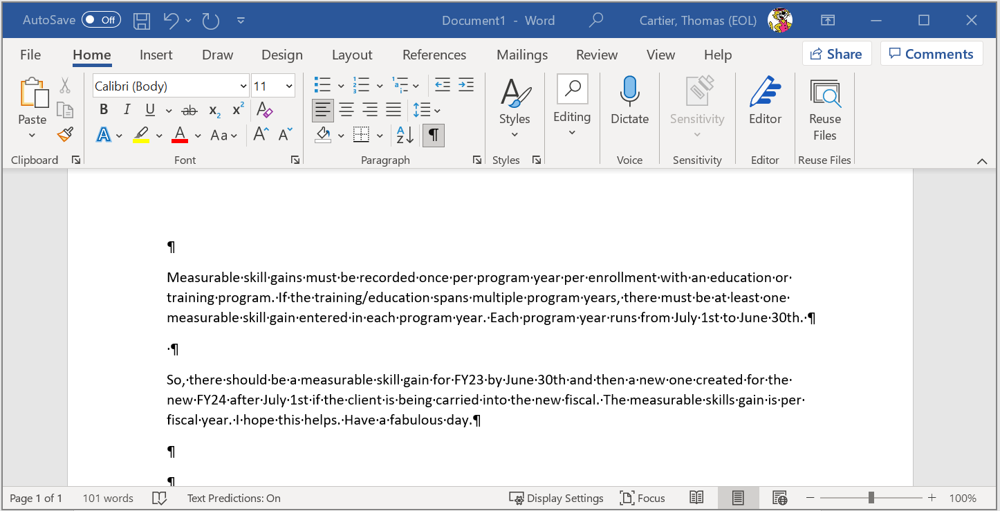 AutoSave Off Document1 - Word Cartier, Thomas (EOL)
File Home Insert Draw Design Layout References Mailings Review View Help Share Comments
Calibri (Body) 11
Paste
Styles
Editing
Dictate
Sensitivity
Editor
Reuse
Files
Clipboard Font Paragraph Styles Voice Sensitivity Editor Reuse Files
¶
Measurable·skill·gains·must·be·recorded·once·per·program·year·per·enrollment·with·an·education·or·
training·program.·If·the·training/education·spans·multiple·program·years,·there·must·be·at·least·one·
measurable·skill·gain·entered·in·each·program·year.·Each·program·year·runs·from·July·1st·to·June·30th.·¶
·¶
So,·there·should·be·a·measurable·skill·gain·for·FY23·by·June·30th·and·then·a·new·one·created·for·the·
new·FY24·after·July·1st·if·the·client·is·being·carried·into·the·new·fiscal.·The·measurable·skills·gain·is·per·
fiscal·year.·I·hope·this·helps.·Have·a·fabulous·day.¶
¶
¶
Page 1 of 1 101 words Text Predictions: On Display Settings Focus 100%